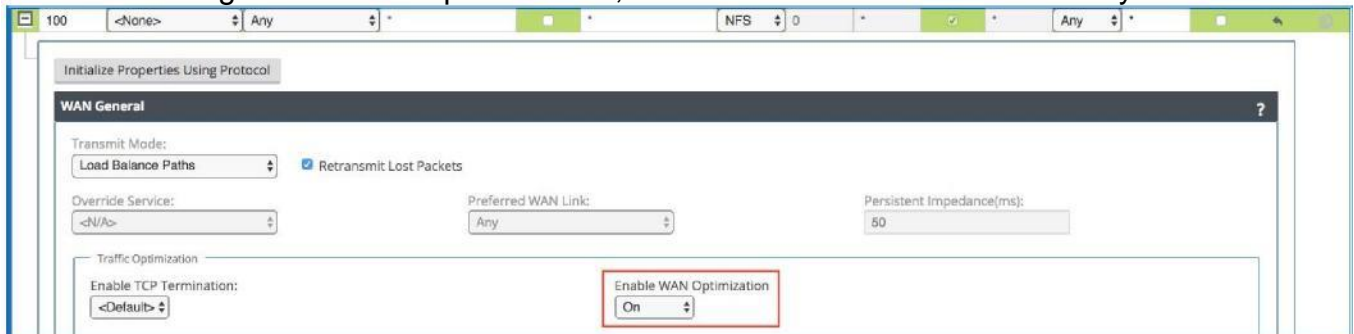 100 <None> Any * * NFS 0 * * Any *
Initialize Properties Using Protocol
WAN General ?
Transmit Mode:
Load Balance Paths Retransmit Lost Packets
Override Service: Preferred WAN Link: Persistent Impedance(ms):
<N/A> Any 50
Traffic Optimization
Enable TCP Termination: Enable WAN Optimization
<Default> On